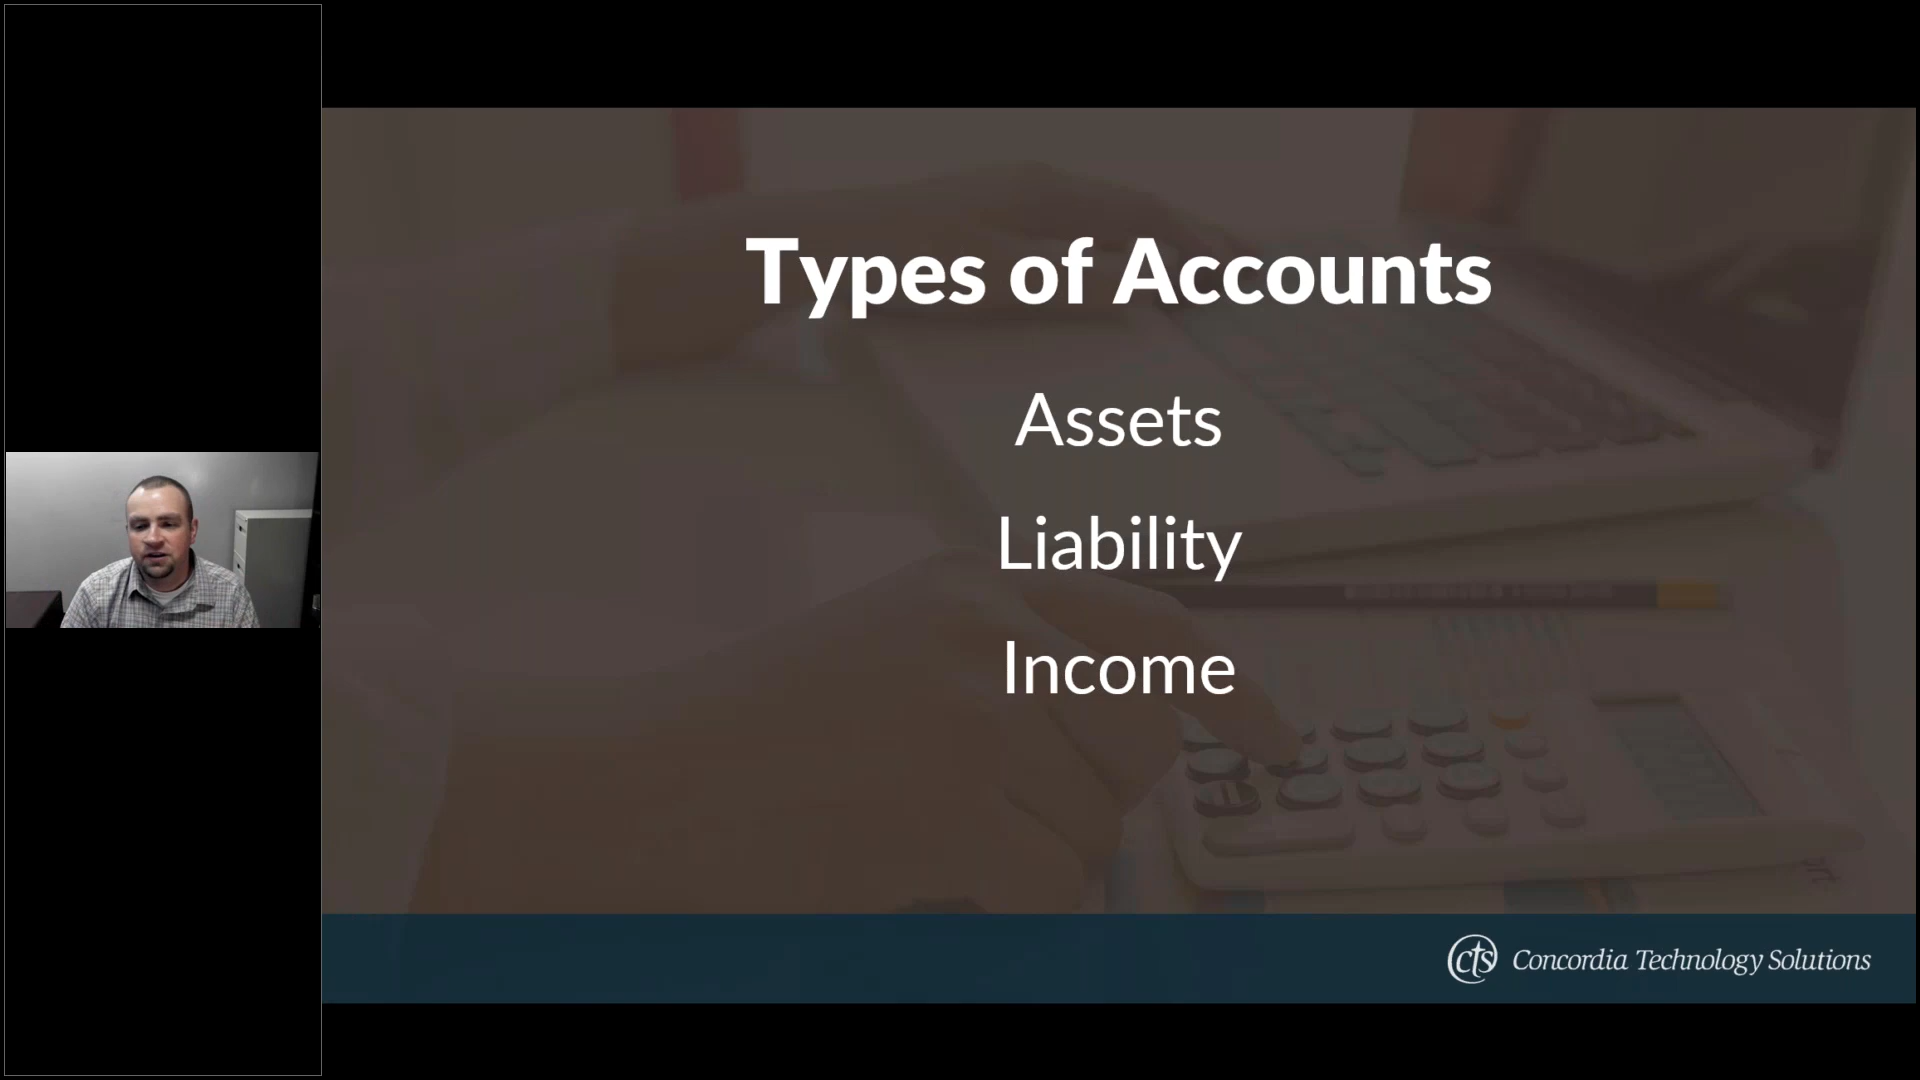 Types of Accounts
Assets
Liability
Income
cts Concordia Technology Solutions